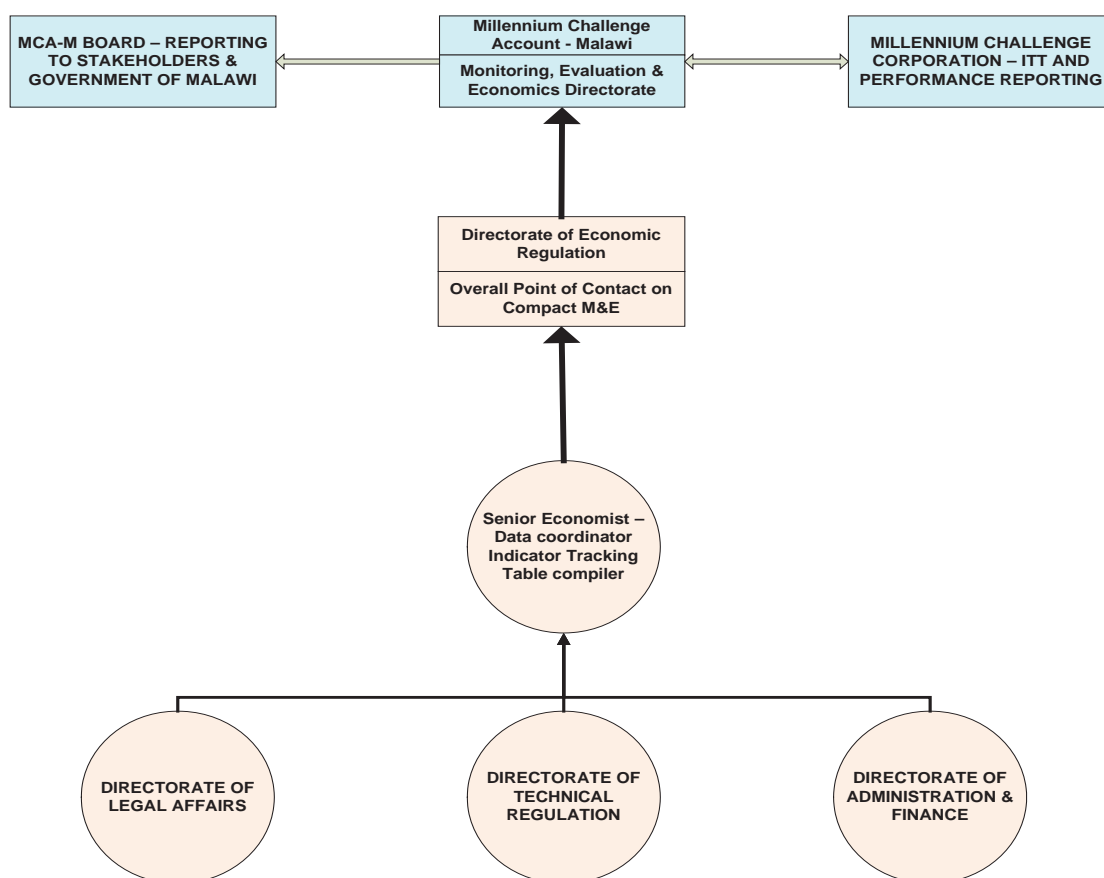 MCA-M BOARD – REPORTING
TO STAKEHOLDERS &
GOVERNMENT OF MALAWI
Millennium Challenge
Account - Malawi
Monitoring, Evaluation &
Economics Directorate
MILLENNIUM CHALLENGE
CORPORATION – ITT AND
PERFORMANCE REPORTING
Directorate of Economic
Regulation
Overall Point of Contact on
Compact M&E
Senior Economist –
Data coordinator
Indicator Tracking
Table compiler
DIRECTORATE OF
LEGAL AFFAIRS
DIRECTORATE OF
TECHNICAL
REGULATION
DIRECTORATE OF
ADMINISTRATION &
FINANCE